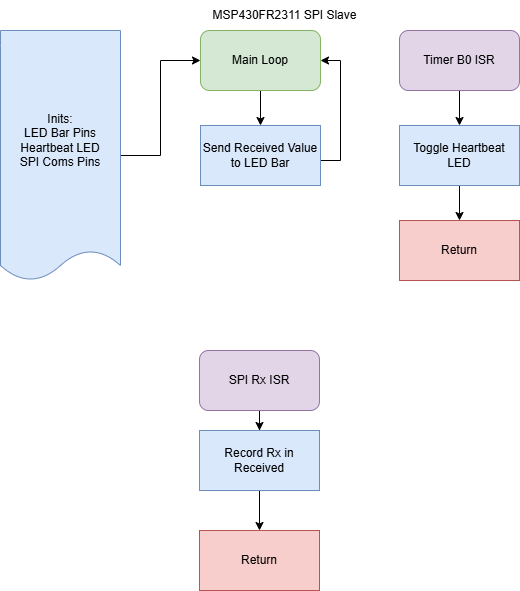 MSP430FR2311 SPI Slave
Inits:
LED Bar Pins
Heartbeat LED
SPI Coms Pins
Main Loop
Send Received Value
to LED Bar
Timer B0 ISR
Toggle Heartbeat
LED
Return
SPI Rx ISR
Record Rx in
Received
Return